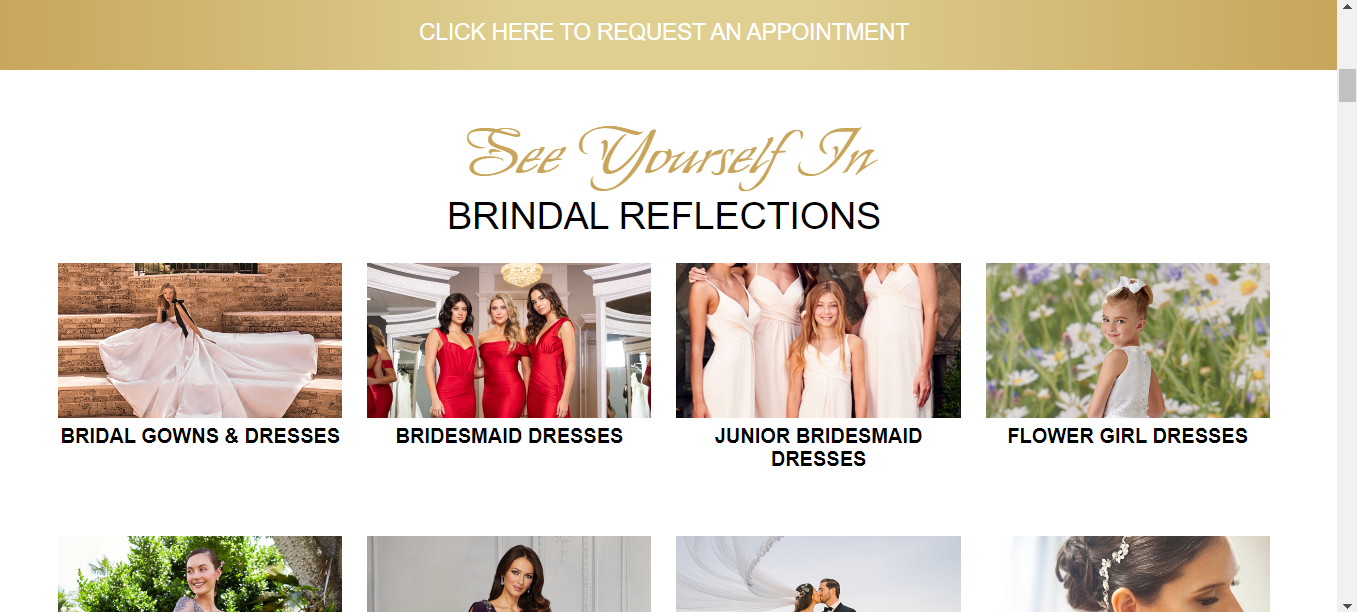 CLICK HERE TO REQUEST AN APPOINTMENT
See Yourself In
BRINDAL REFLECTIONS
BRIDAL GOWNS & DRESSES
BRIDESMAID DRESSES
JUNIOR BRIDESMAID
DRESSES
FLOWER GIRL DRESSES